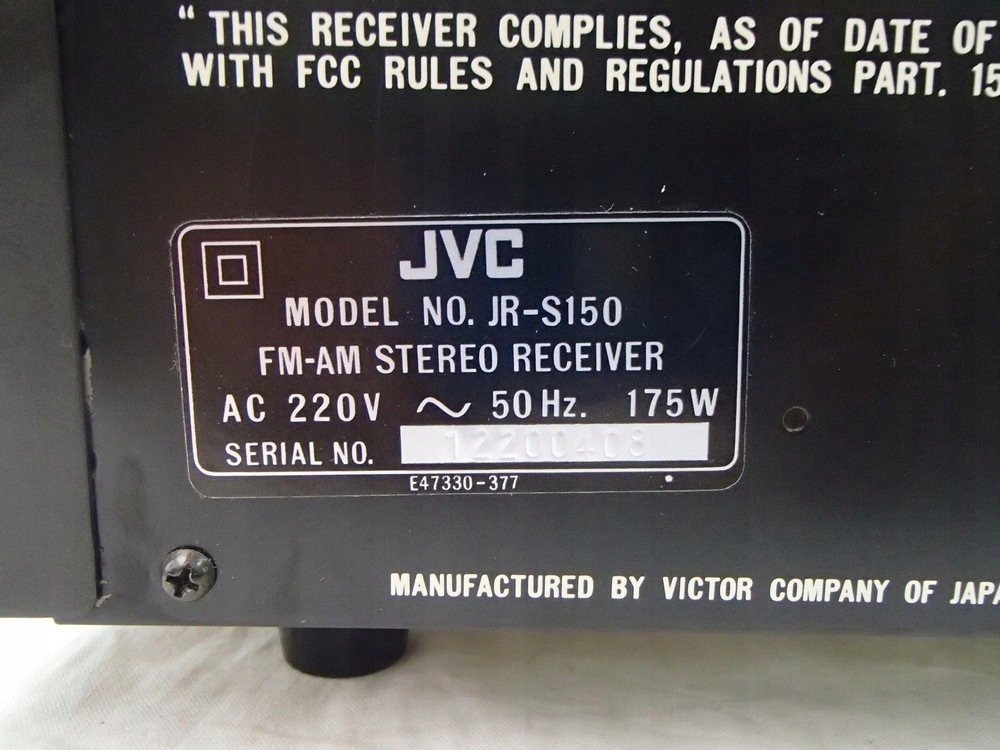 “ THIS RECEIVER COMPLIES, AS OF DATE OF
WITH FCC RULES AND REGULATIONS PART. 15
JVC
MODEL NO. JR-S150
FM-AM STEREO RECEIVER
AC 220V ~ 50 Hz. 175W
SERIAL NO. 12200408
E47330-377
MANUFACTURED BY VICTOR COMPANY OF JAPA